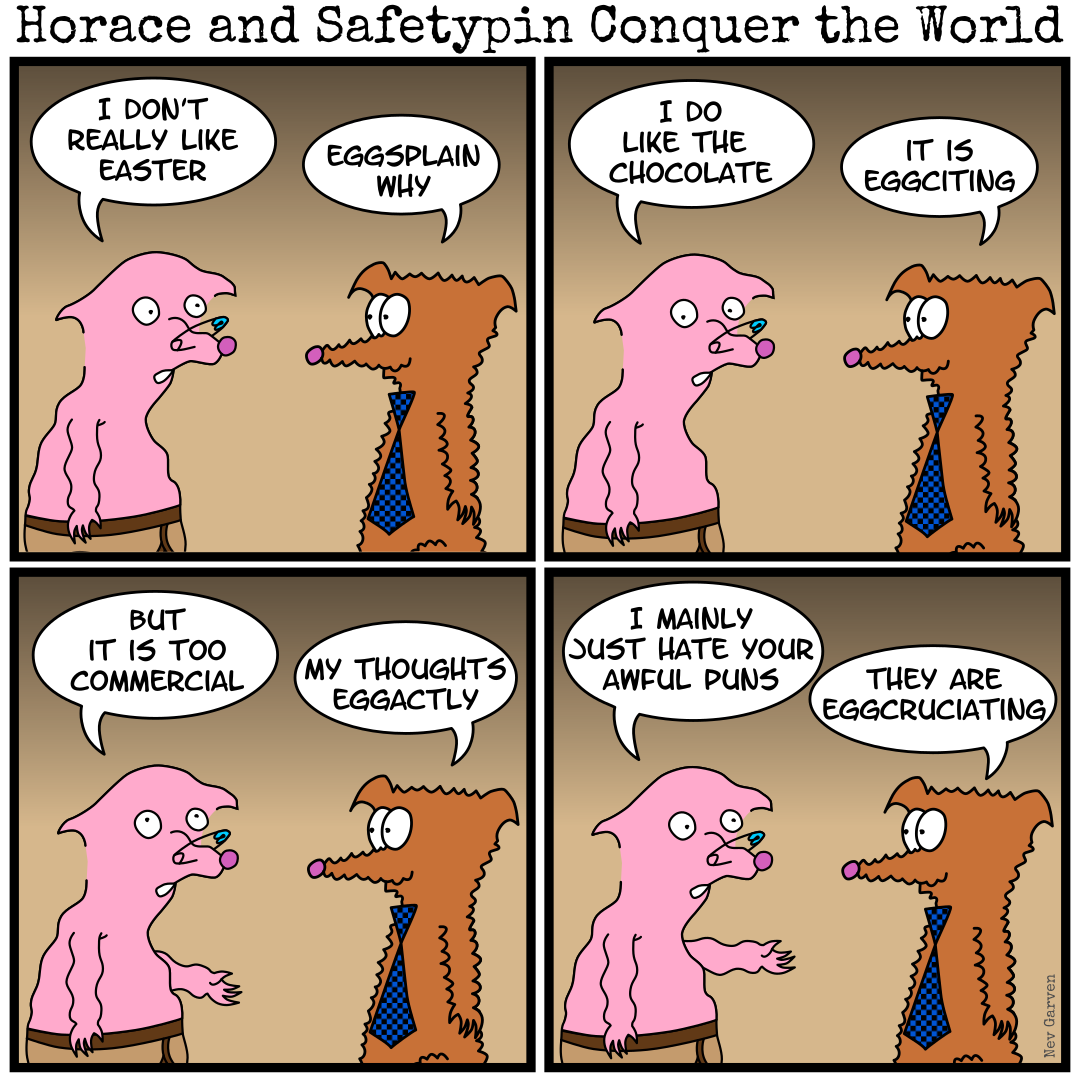 Horace and Safetypin Conquer the World
I DON'T
REALLY LIKE
EASTER
EGGSPLAIN
WHY
I DO
LIKE THE
CHOCOLATE
IT IS
EGGCITING
BUT
IT IS TOO
COMMERCIAL
MY THOUGHTS
EGGACTLY
I MAINLY
JUST HATE YOUR
AWFUL PUNS
THEY ARE
EGGCRUCIATING
Nev Garven